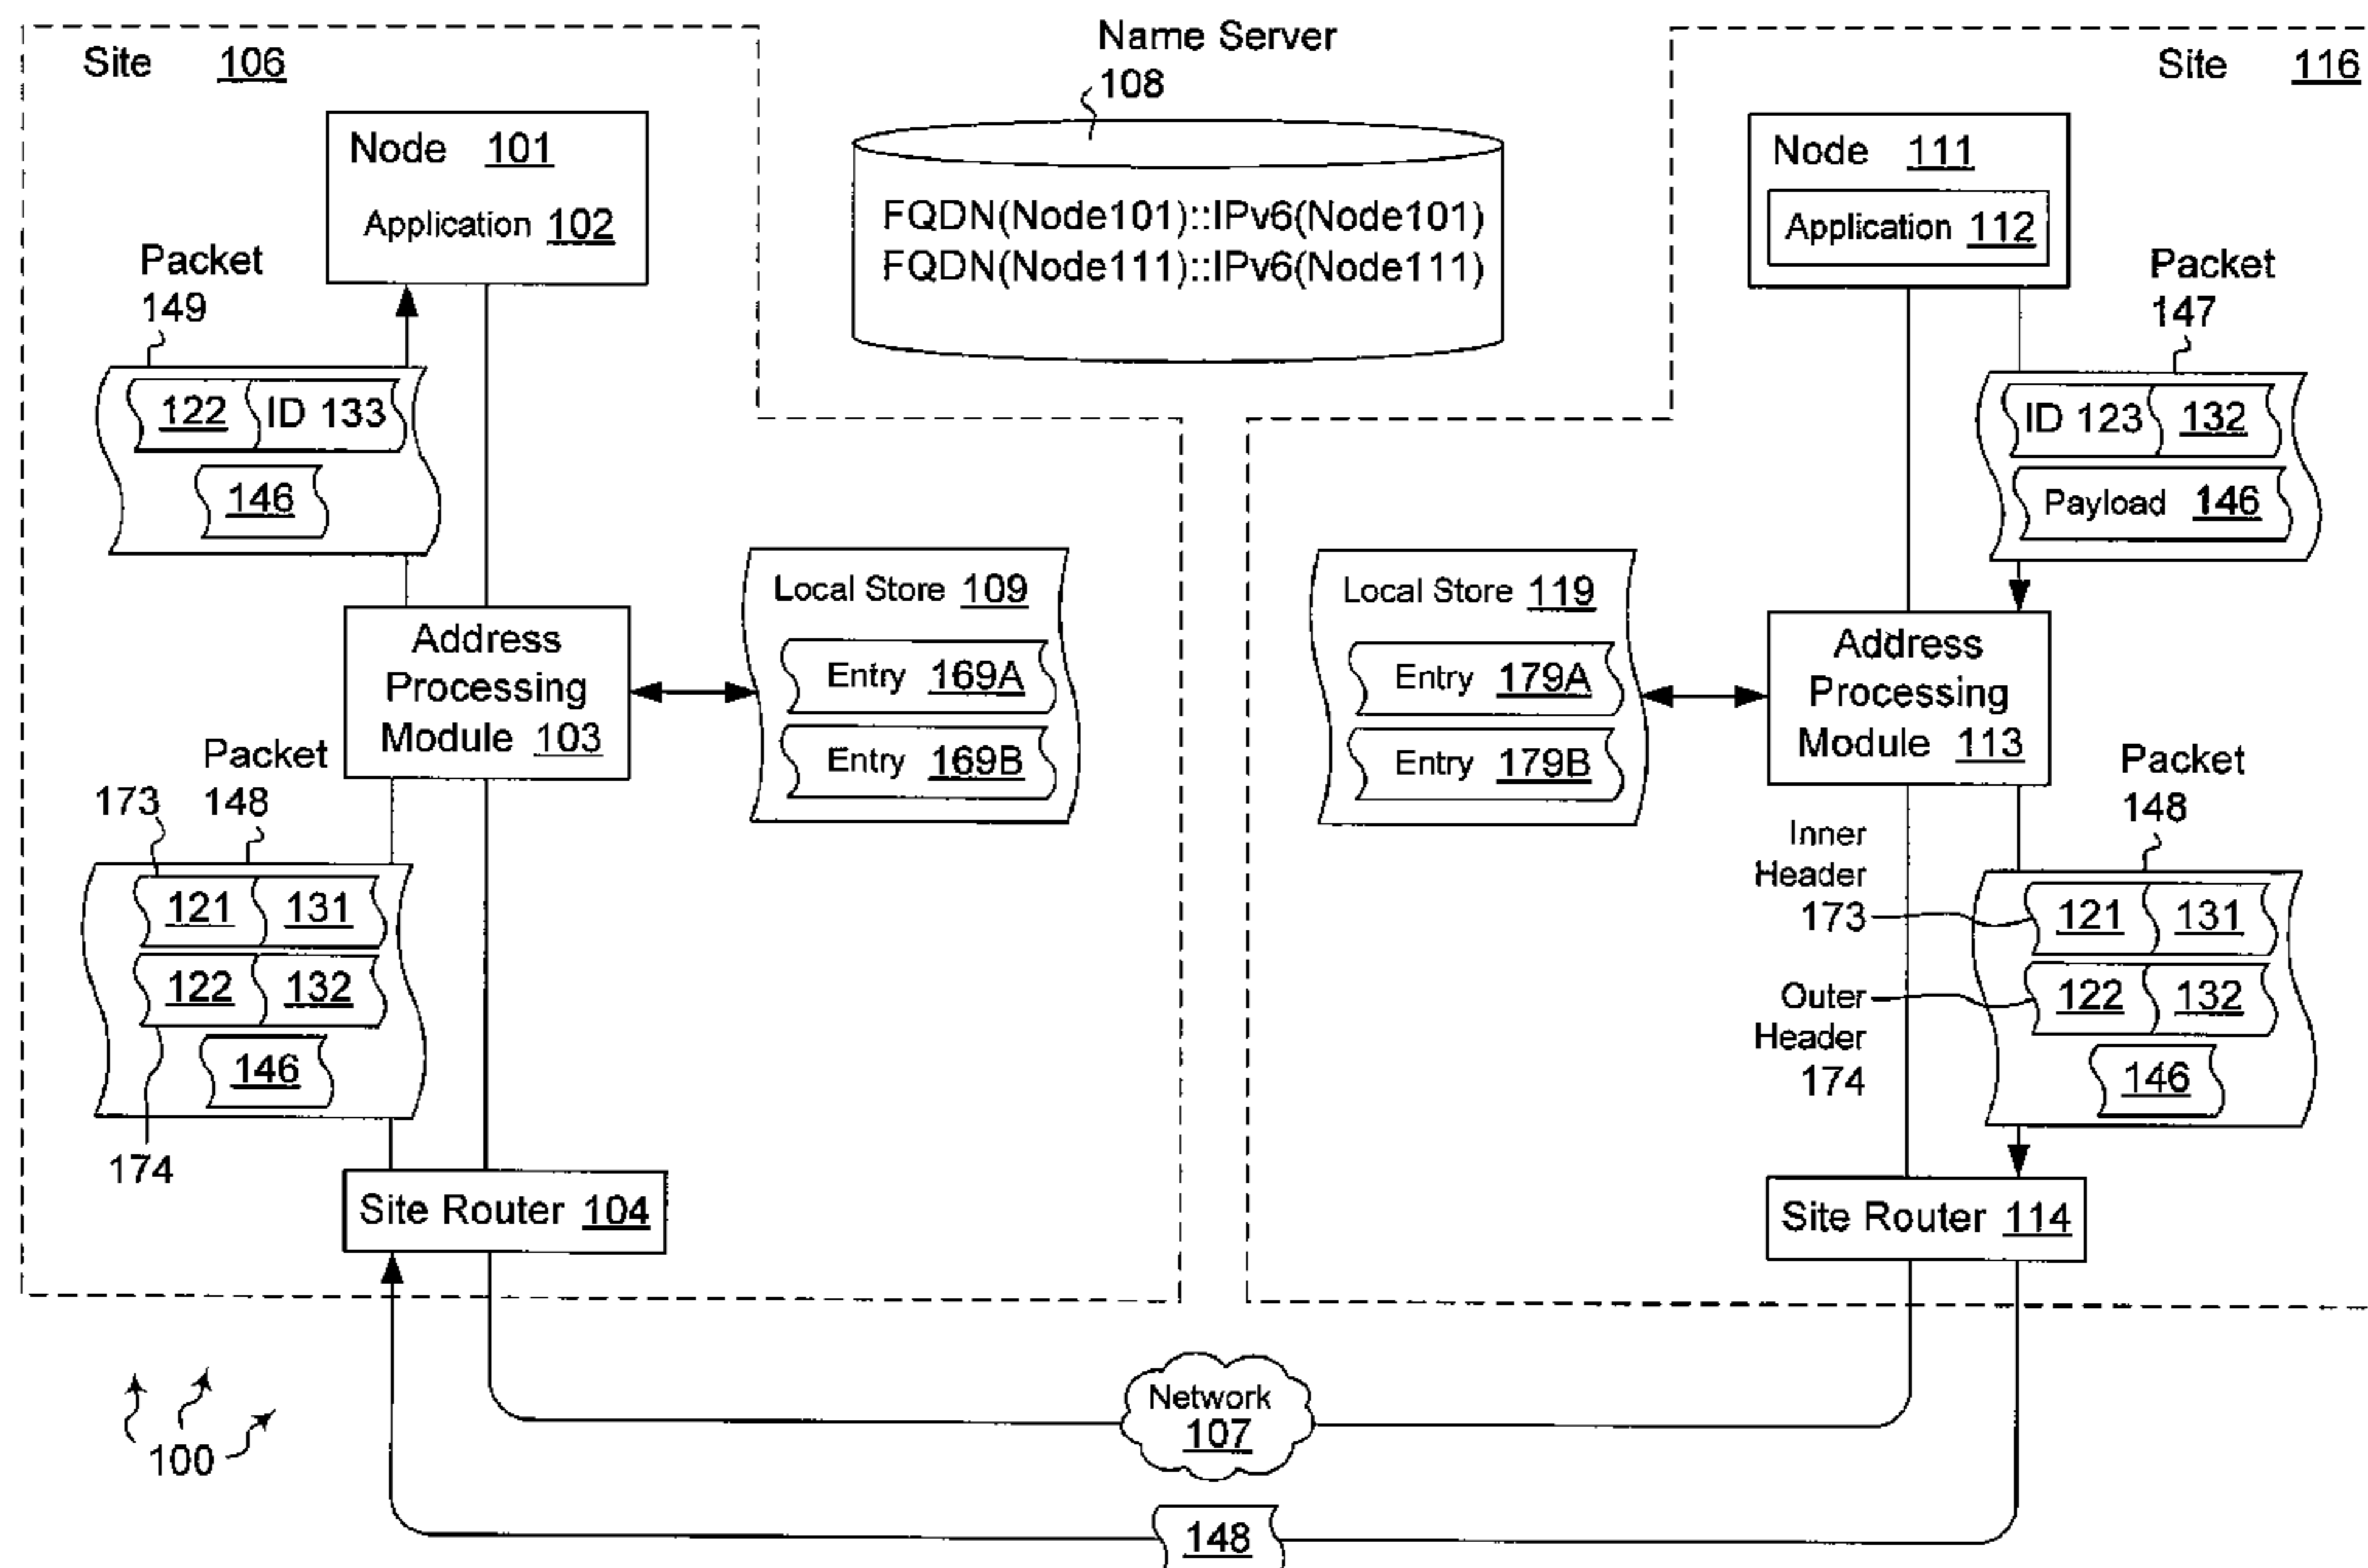 Site 106
Node 101
Application 102
Packet
149
122 ID 133
146
Address
Processing
Module 103
Local Store 109
Entry 169A
Entry 169B
Packet
148
173
121 131
122 132
146
174
Site Router 104
Name Server
108
FQDN(Node101)::IPv6(Node101)
FQDN(Node111)::IPv6(Node111)
Site 116
Node 111
Application 112
Packet
147
ID 123 132
Payload 146
Local Store 119
Entry 179A
Entry 179B
Address
Processing
Module 113
Packet
148
Inner
Header
173
121 131
Outer
Header
174
122 132
146
Site Router 114
Network
107
148
100